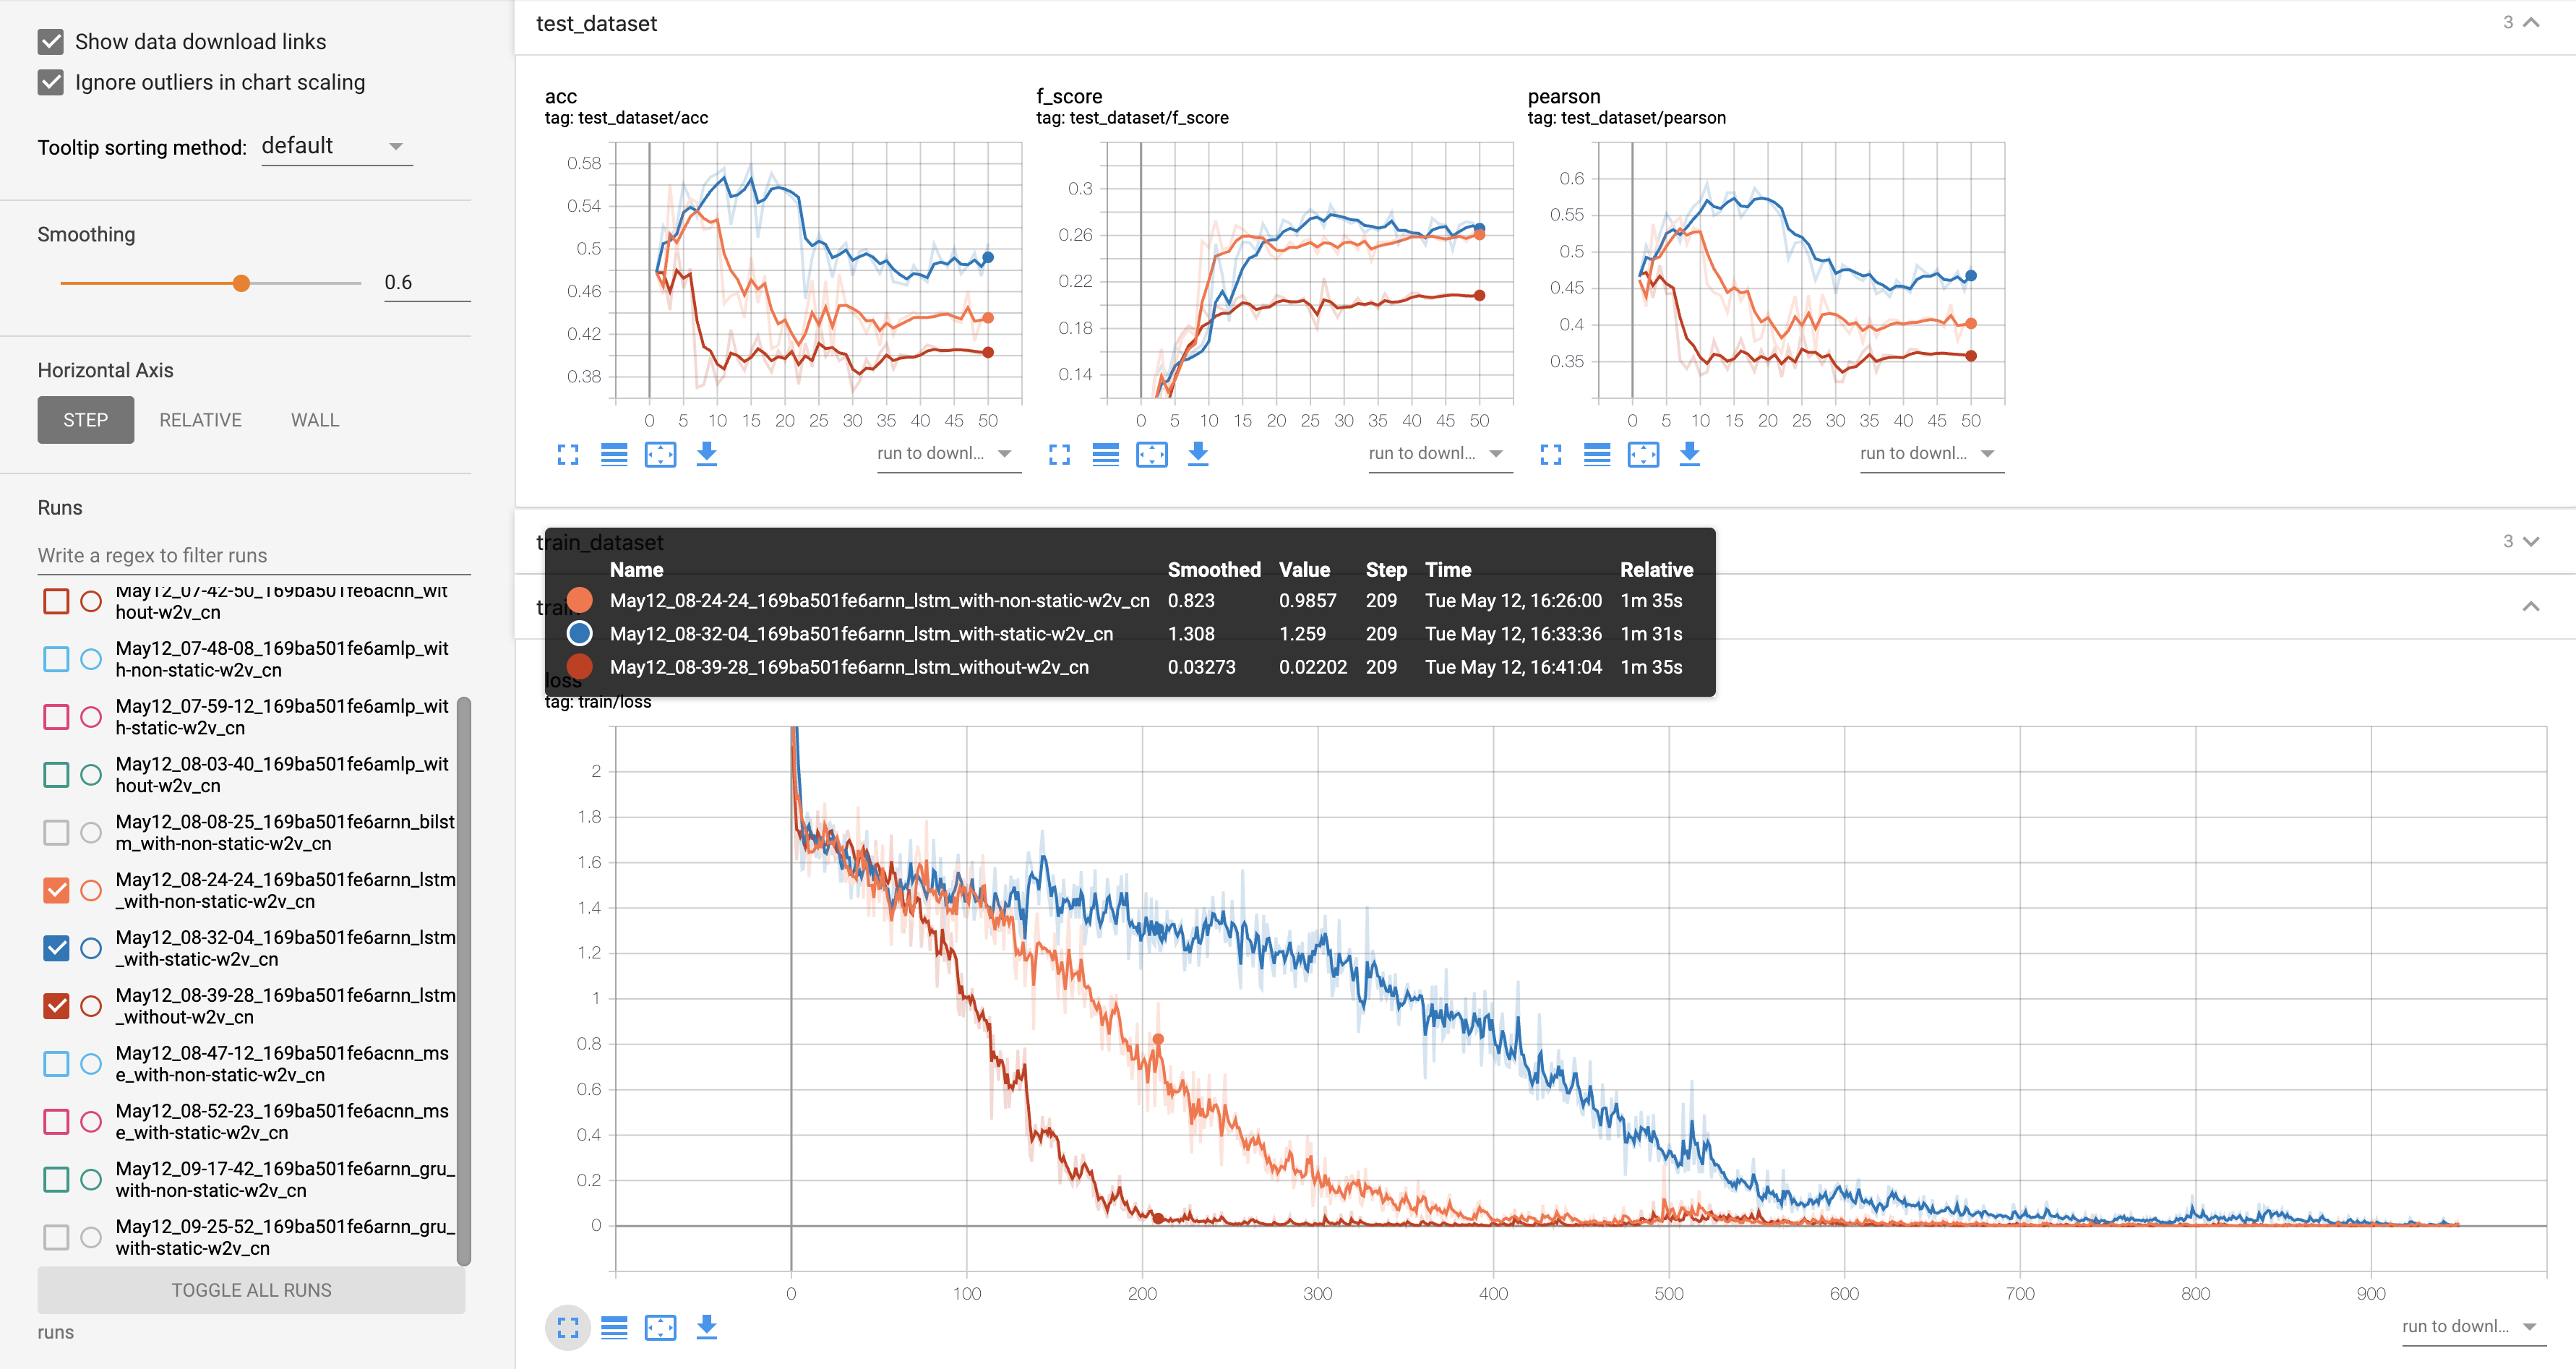 Show data download links
Ignore outliers in chart scaling
Tooltip sorting method: default
Smoothing
0.6
Horizontal Axis
STEP RELATIVE WALL
Runs
Write a regex to filter runs
May12_07-42-50_169ba501fe6acnn_wit
hout-w2v_cn
May12_07-48-08_169ba501fe6amlp_wit
h-non-static-w2v_cn
May12_07-59-12_169ba501fe6amlp_wit
h-static-w2v_cn
May12_08-03-40_169ba501fe6amlp_wit
hout-w2v_cn
May12_08-08-25_169ba501fe6arnn_bilst
m_with-non-static-w2v_cn
May12_08-24-24_169ba501fe6arnn_lstm
_with-non-static-w2v_cn
May12_08-32-04_169ba501fe6arnn_lstm
_with-static-w2v_cn
May12_08-39-28_169ba501fe6arnn_lstm
_without-w2v_cn
May12_08-47-12_169ba501fe6acnn_ms
e_with-non-static-w2v_cn
May12_08-52-23_169ba501fe6acnn_ms
e_with-static-w2v_cn
May12_09-17-42_169ba501fe6arnn_gru_
with-non-static-w2v_cn
May12_09-25-52_169ba501fe6arnn_gru_
with-static-w2v_cn
TOGGLE ALL RUNS
runs
test_dataset 3
acc
tag: test_dataset/acc
0.58
0.54
0.5
0.46
0.42
0.38
0 5 10 15 20 25 30 35 40 45 50
run to downl...
f_score
tag: test_dataset/f_score
0.3
0.26
0.22
0.18
0.14
0 5 10 15 20 25 30 35 40 45 50
run to downl...
pearson
tag: test_dataset/pearson
0.6
0.55
0.5
0.45
0.4
0.35
0 5 10 15 20 25 30 35 40 45 50
run to downl...
train_dataset 3
train
Name Smoothed Value Step Time Relative
May12_08-24-24_169ba501fe6arnn_lstm_with-non-static-w2v_cn 0.823 0.9857 209 Tue May 12, 16:26:00 1m 35s
May12_08-32-04_169ba501fe6arnn_lstm_with-static-w2v_cn 1.308 1.259 209 Tue May 12, 16:33:36 1m 31s
May12_08-39-28_169ba501fe6arnn_lstm_without-w2v_cn 0.03273 0.02202 209 Tue May 12, 16:41:04 1m 35s
loss
tag: train/loss
2
1.8
1.6
1.4
1.2
1
0.8
0.6
0.4
0.2
0
0 100 200 300 400 500 600 700 800 900
run to downl...